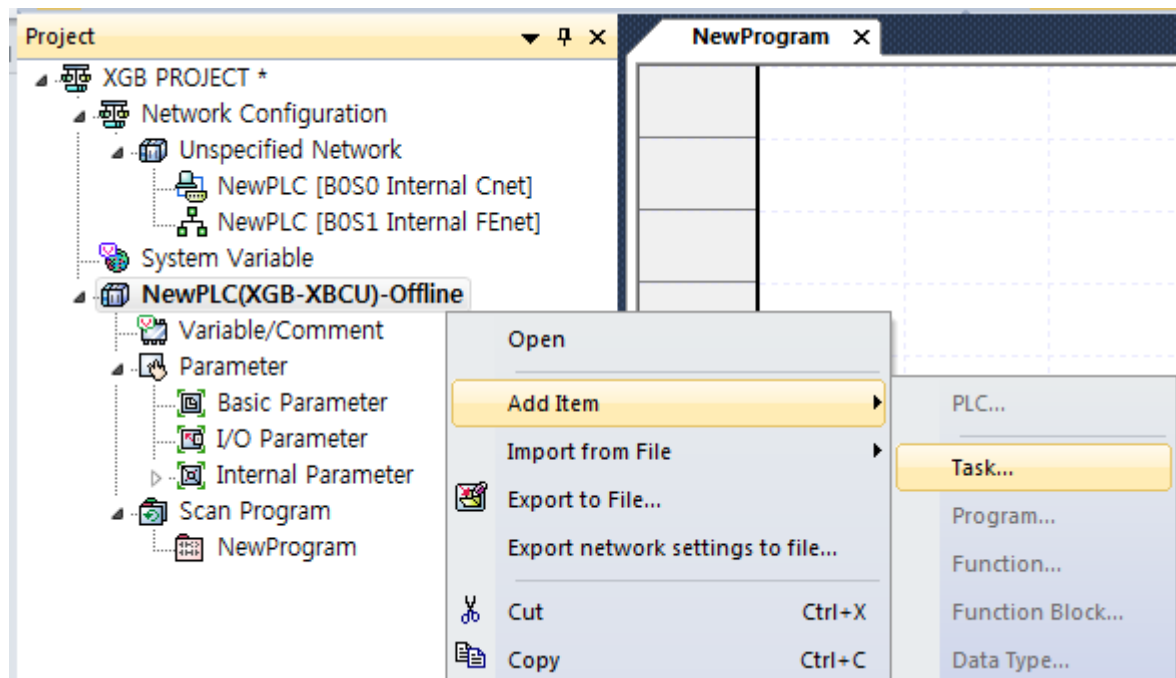 Project
NewProgram
XGB PROJECT *
Network Configuration
Unspecified Network
NewPLC [B0S0 Internal Cnet]
NewPLC [B0S1 Internal FEnet]
System Variable
NewPLC(XGB-XBCU)-Offline
Variable/Comment
Parameter
Basic Parameter
I/O Parameter
Internal Parameter
Scan Program
NewProgram
Open
Add Item
Import from File
Export to File...
Export network settings to file...
Cut Ctrl+X
Copy Ctrl+C
PLC...
Task...
Program...
Function...
Function Block...
Data Type...